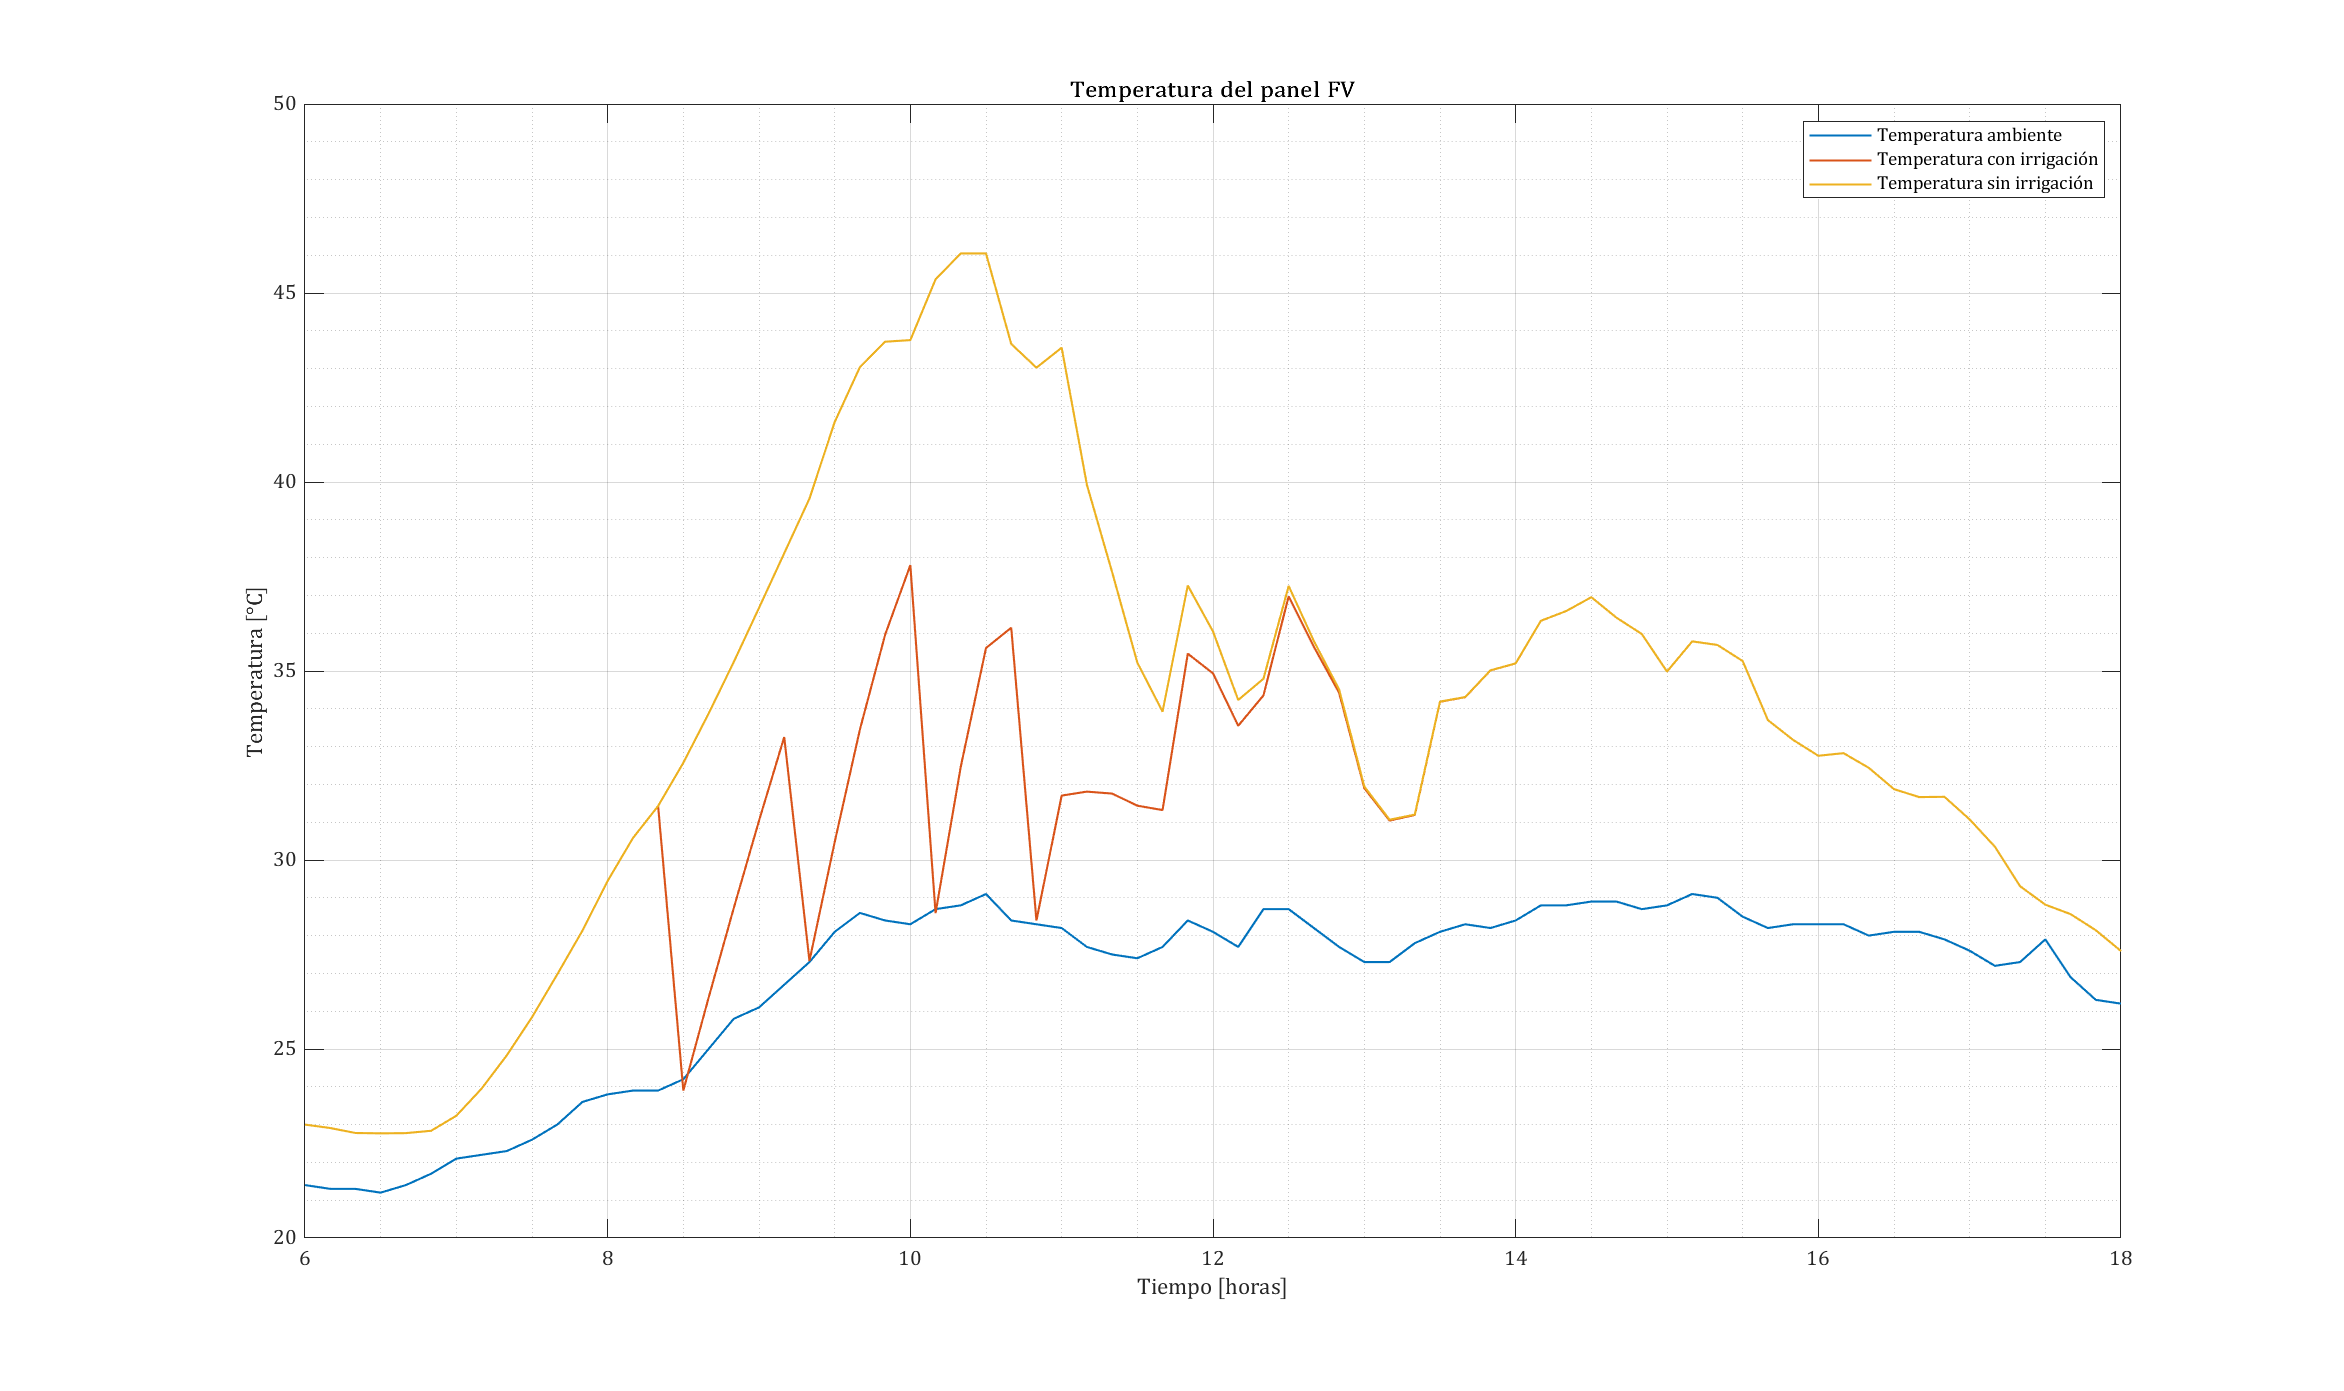 Temperatura del panel FV
50
45
40
35
30
25
20
Temperatura [°C]
Temperatura ambiente
Temperatura con irrigación
Temperatura sin irrigación
6 8 10 12 14 16 18
Tiempo [horas]